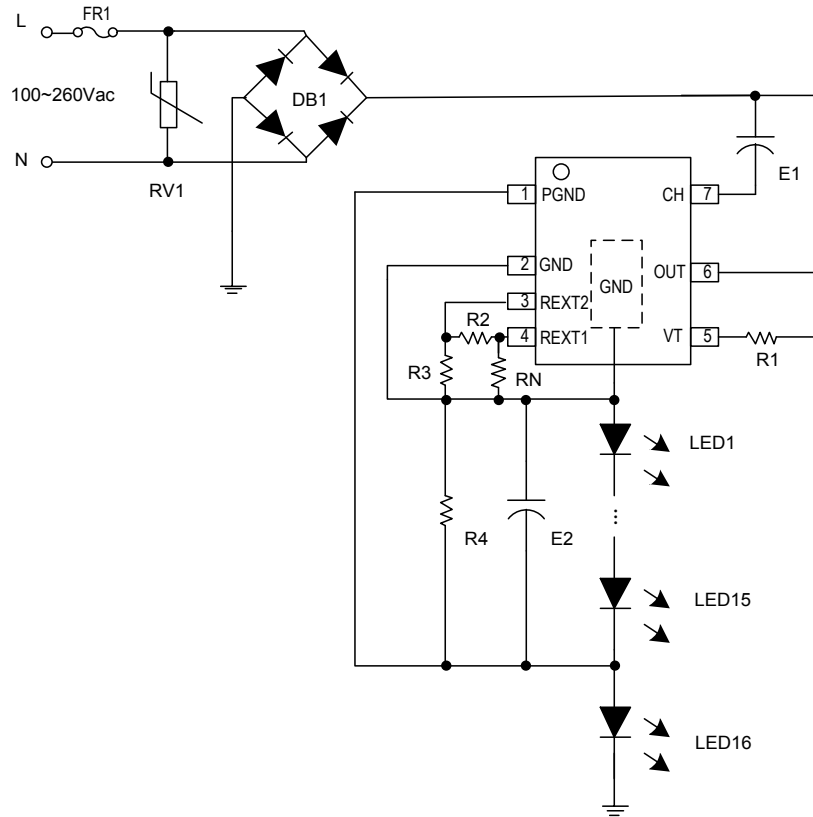 L
FR1
100~260Vac
DB1
N
RV1
E1
1
PGND
CH
7
2
GND
OUT
6
GND
3
REXT2
R2
4
REXT1
VT
5
R1
R3
RN
LED1
R4
E2
...
LED15
LED16